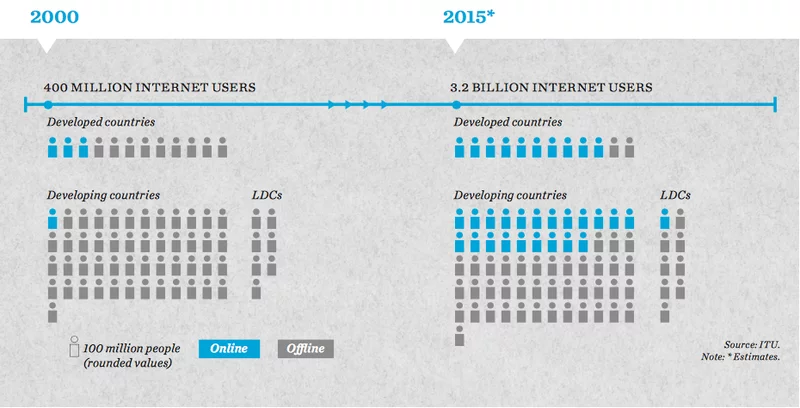 2000
2015*
400 MILLION INTERNET USERS
3.2 BILLION INTERNET USERS
Developed countries
Developed countries
Developing countries
LDCs
Developing countries
LDCs
100 million people
(rounded values)
Online
Offline
Source: ITU.
Note: * Estimates.